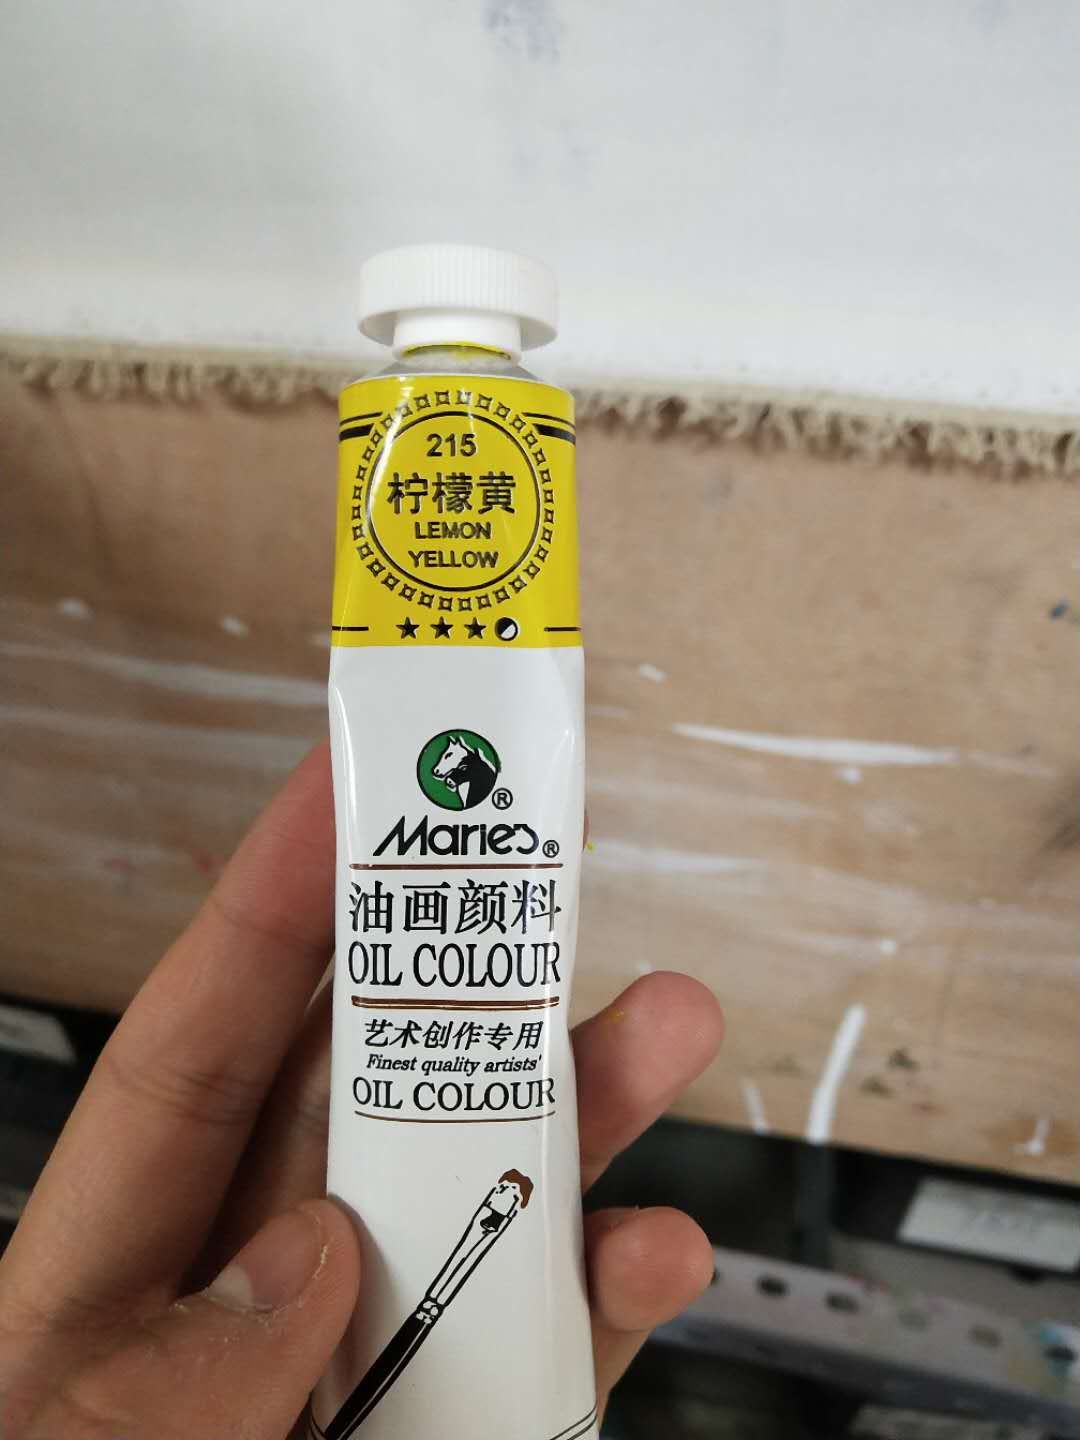 215
柠檬黄
LEMON
YELLOW
®
Marie's®
油画颜料
OIL COLOUR
艺术创作专用
Finest quality artists'
OIL COLOUR